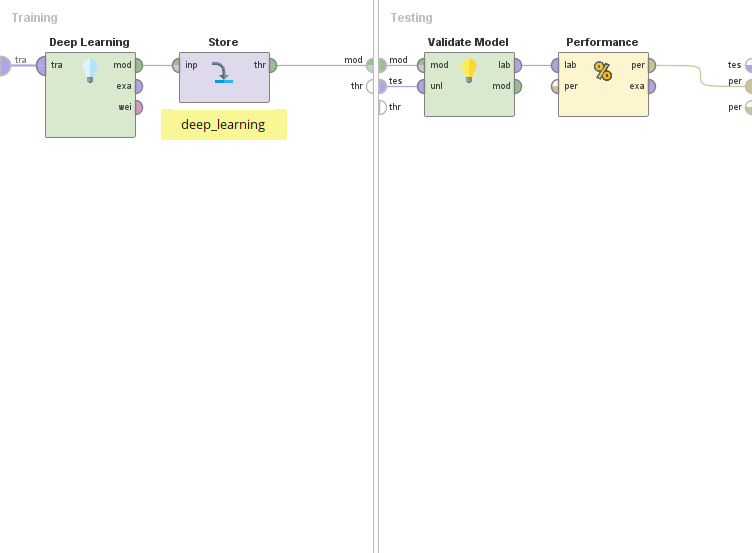 Training
Testing
Deep Learning
tra
tra
mod
exa
wei
Store
inp
thr
deep_learning
mod
thr
mod
tes
thr
Validate Model
mod
lab
unl
mod
Performance
%
lab
per
per
exa
tes
per
per